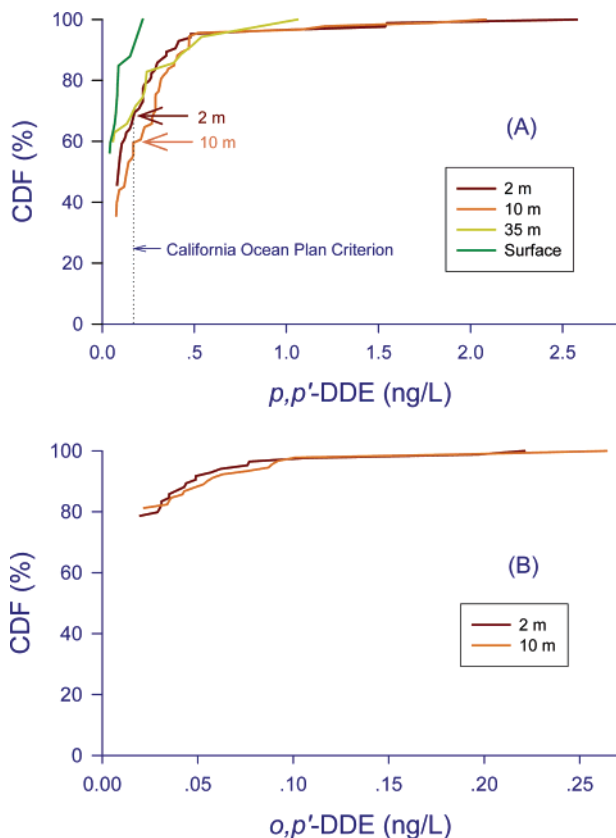 100
80
60
40
20
0
CDF (%)
2 m
10 m
(A)
California Ocean Plan Criterion
2 m
10 m
35 m
Surface
0.0 .5 1.0 1.5 2.0 2.5
p,p'-DDE (ng/L)
100
80
60
40
20
0
CDF (%)
(B)
2 m
10 m
0.00 .05 .10 .15 .20 .25
o,p'-DDE (ng/L)